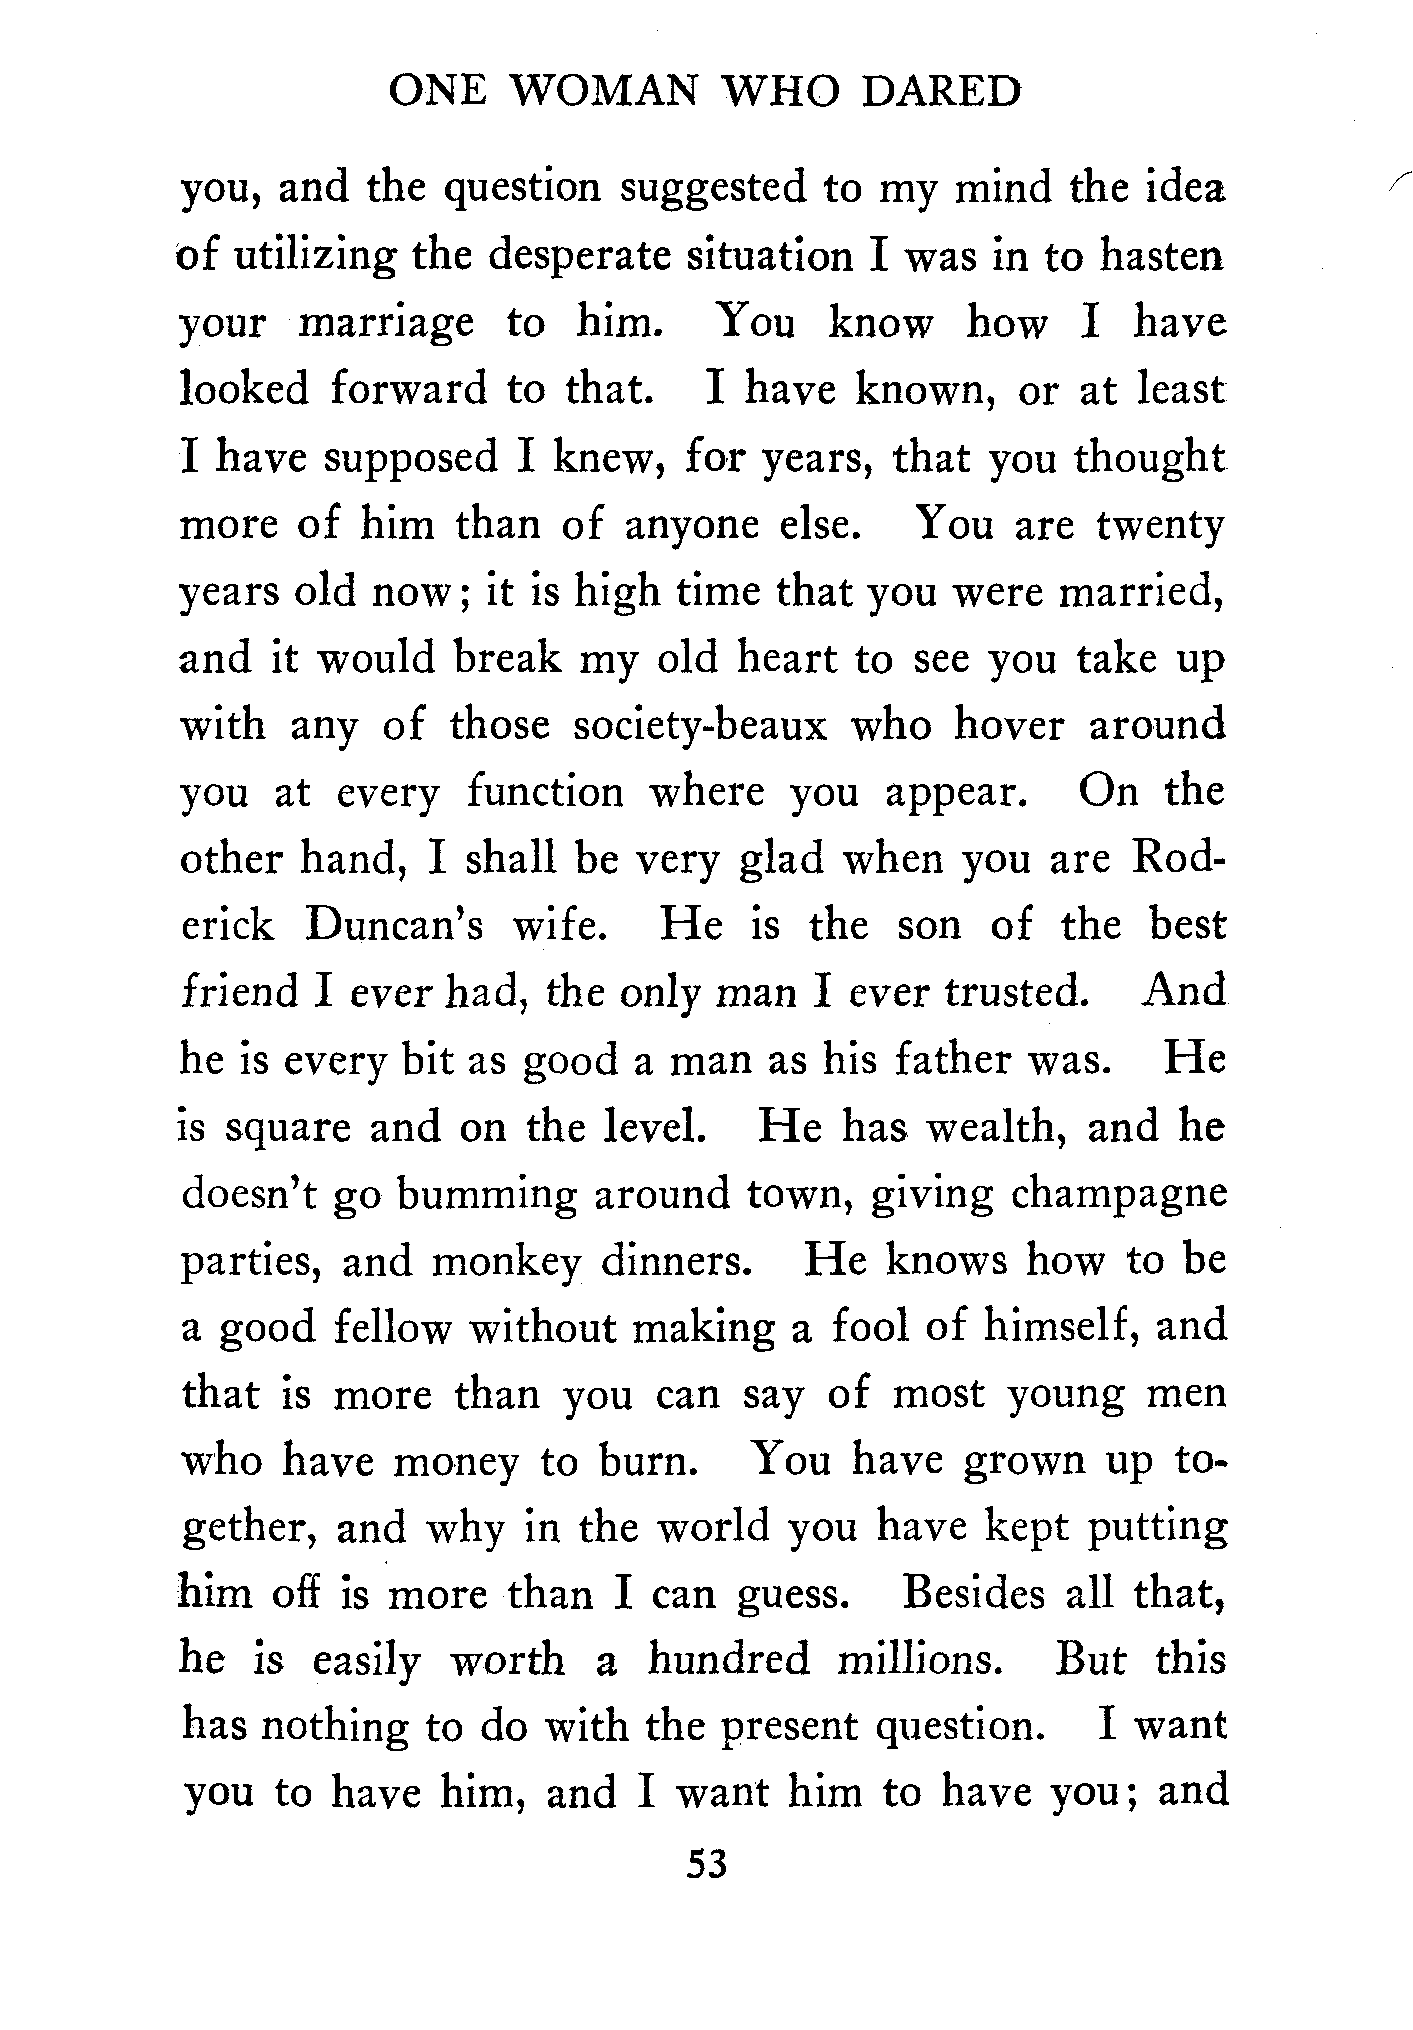 ONE WOMAN WHO DARED
you, and the question suggested to my mind the idea
of utilizing the desperate situation I was in to hasten
your marriage to him. You know how I have
looked forward to that. I have known, or at least
I have supposed I knew, for years, that you thought
more of him than of anyone else. You are twenty
years old now; it is high time that you were married,
and it would break my old heart to see you take up
with any of those society-beaux who hover around
you at every function where you appear. On the
other hand, I shall be very glad when you are Rod-
erick Duncan's wife. He is the son of the best
friend I ever had, the only man I ever trusted. And
he is every bit as good a man as his father was. He
is square and on the level. He has wealth, and he
doesn't go bumming around town, giving champagne
parties, and monkey dinners. He knows how to be
a good fellow without making a fool of himself, and
that is more than you can say of most young men
who have money to burn. You have grown up to-
gether, and why in the world you have kept putting
him off is more than I can guess. Besides all that,
he is easily worth a hundred millions. But this
has nothing to do with the present question. I want
you to have him, and I want him to have you; and
53